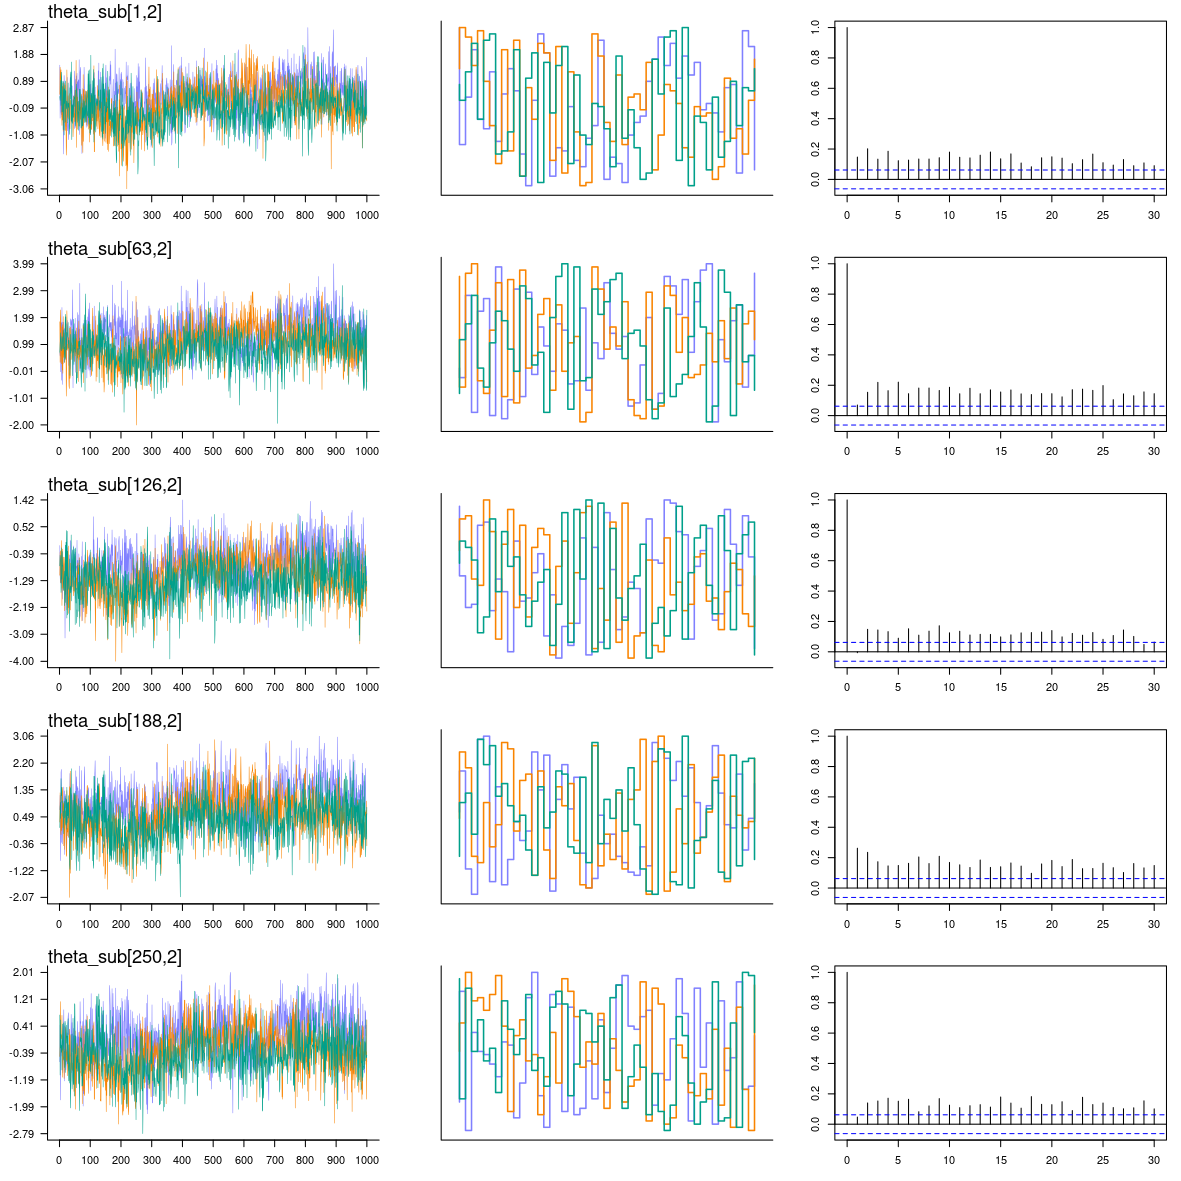 theta_sub[1,2]
2.87
1.88
0.89
-0.09
-1.08
-2.07
-3.06
0 100 200 300 400 500 600 700 800 900 1000
0.0 0.2 0.4 0.6 0.8 1.0
0 5 10 15 20 25 30
theta_sub[63,2]
3.99
2.99
1.99
0.99
-0.01
-1.01
-2.00
0 100 200 300 400 500 600 700 800 900 1000
0.0 0.2 0.4 0.6 0.8 1.0
0 5 10 15 20 25 30
theta_sub[126,2]
1.42
0.52
-0.39
-1.29
-2.19
-3.09
-4.00
0 100 200 300 400 500 600 700 800 900 1000
0.0 0.2 0.4 0.6 0.8 1.0
0 5 10 15 20 25 30
theta_sub[188,2]
3.06
2.20
1.35
0.49
-0.36
-1.22
-2.07
0 100 200 300 400 500 600 700 800 900 1000
0.0 0.2 0.4 0.6 0.8 1.0
0 5 10 15 20 25 30
theta_sub[250,2]
2.01
1.21
0.41
-0.39
-1.19
-1.99
-2.79
0 100 200 300 400 500 600 700 800 900 1000
0.0 0.2 0.4 0.6 0.8 1.0
0 5 10 15 20 25 30